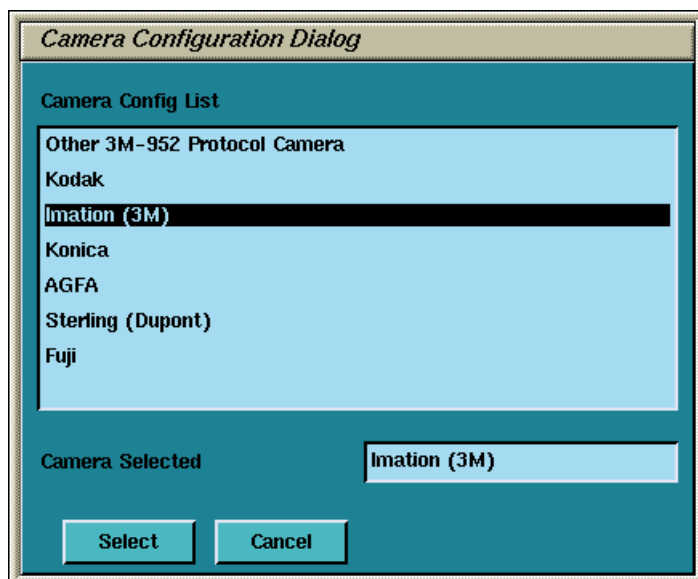 Camera Configuration Dialog
Camera Config List
Other 3M-952 Protocol Camera
Kodak
Imation (3M)
Konica
AGFA
Sterling (Dupont)
Fuji
Camera Selected Imation (3M)
Select Cancel